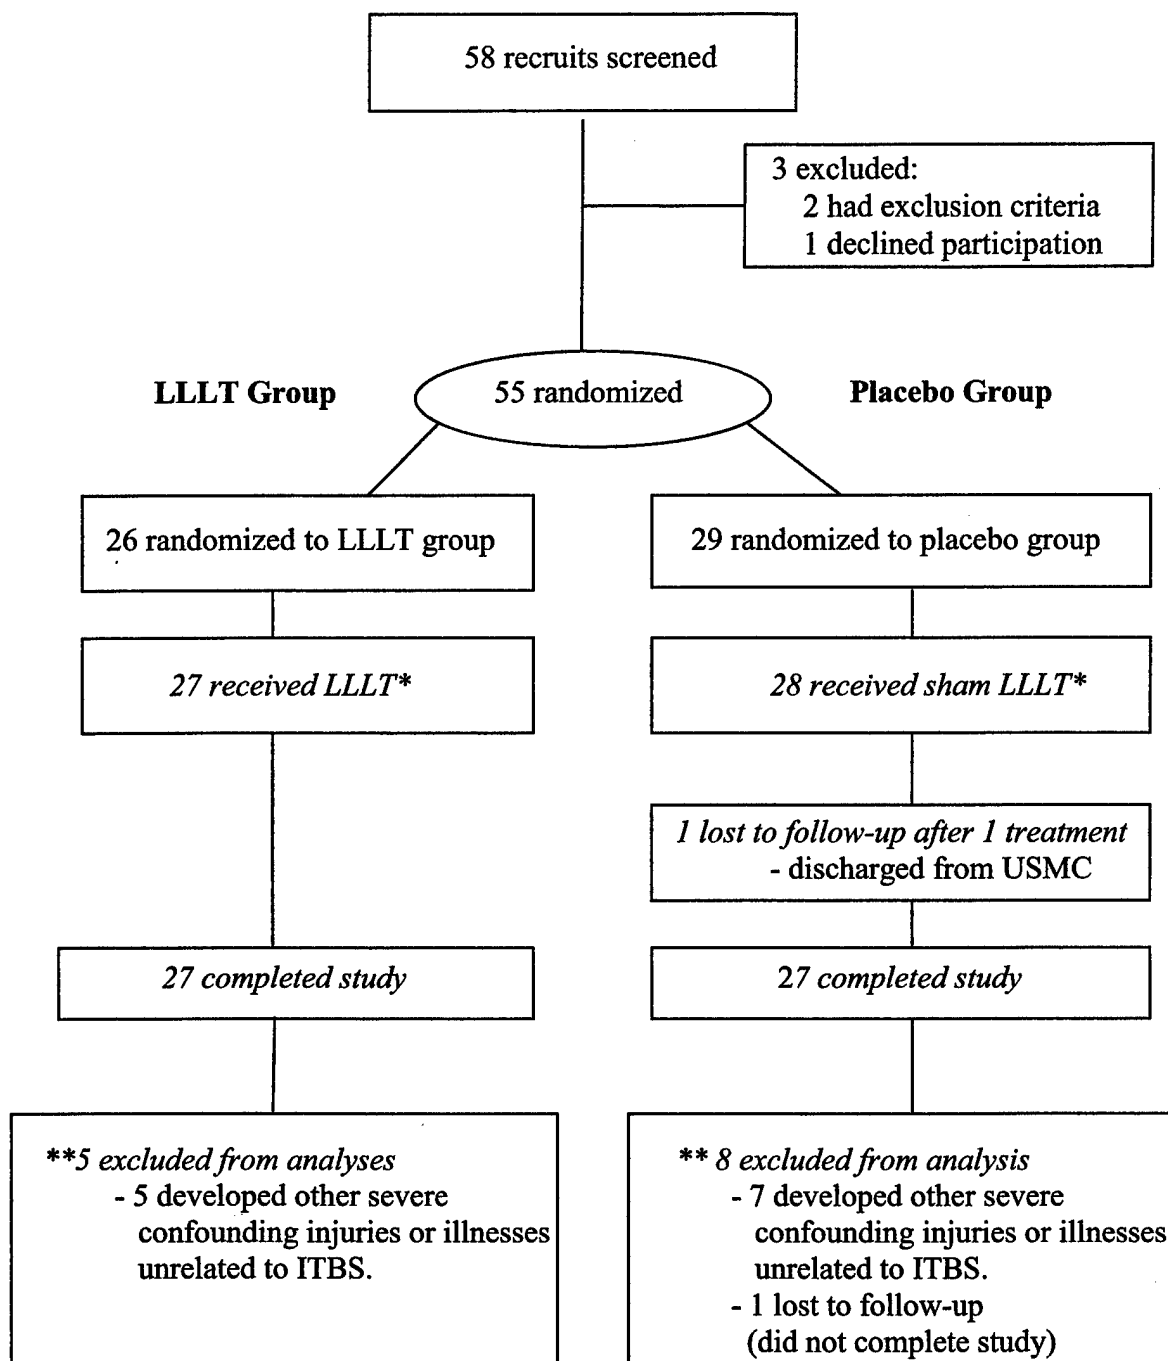 58 recruits screened
3 excluded:
2 had exclusion criteria
1 declined participation
LLLT Group
55 randomized
Placebo Group
26 randomized to LLLT group
29 randomized to placebo group
27 received LLLT*
28 received sham LLLT*
1 lost to follow-up after 1 treatment
- discharged from USMC
27 completed study
27 completed study
**5 excluded from analyses
- 5 developed other severe
confounding injuries or illnesses
unrelated to ITBS.
** 8 excluded from analysis
- 7 developed other severe
confounding injuries or illnesses
unrelated to ITBS.
- 1 lost to follow-up
(did not complete study)